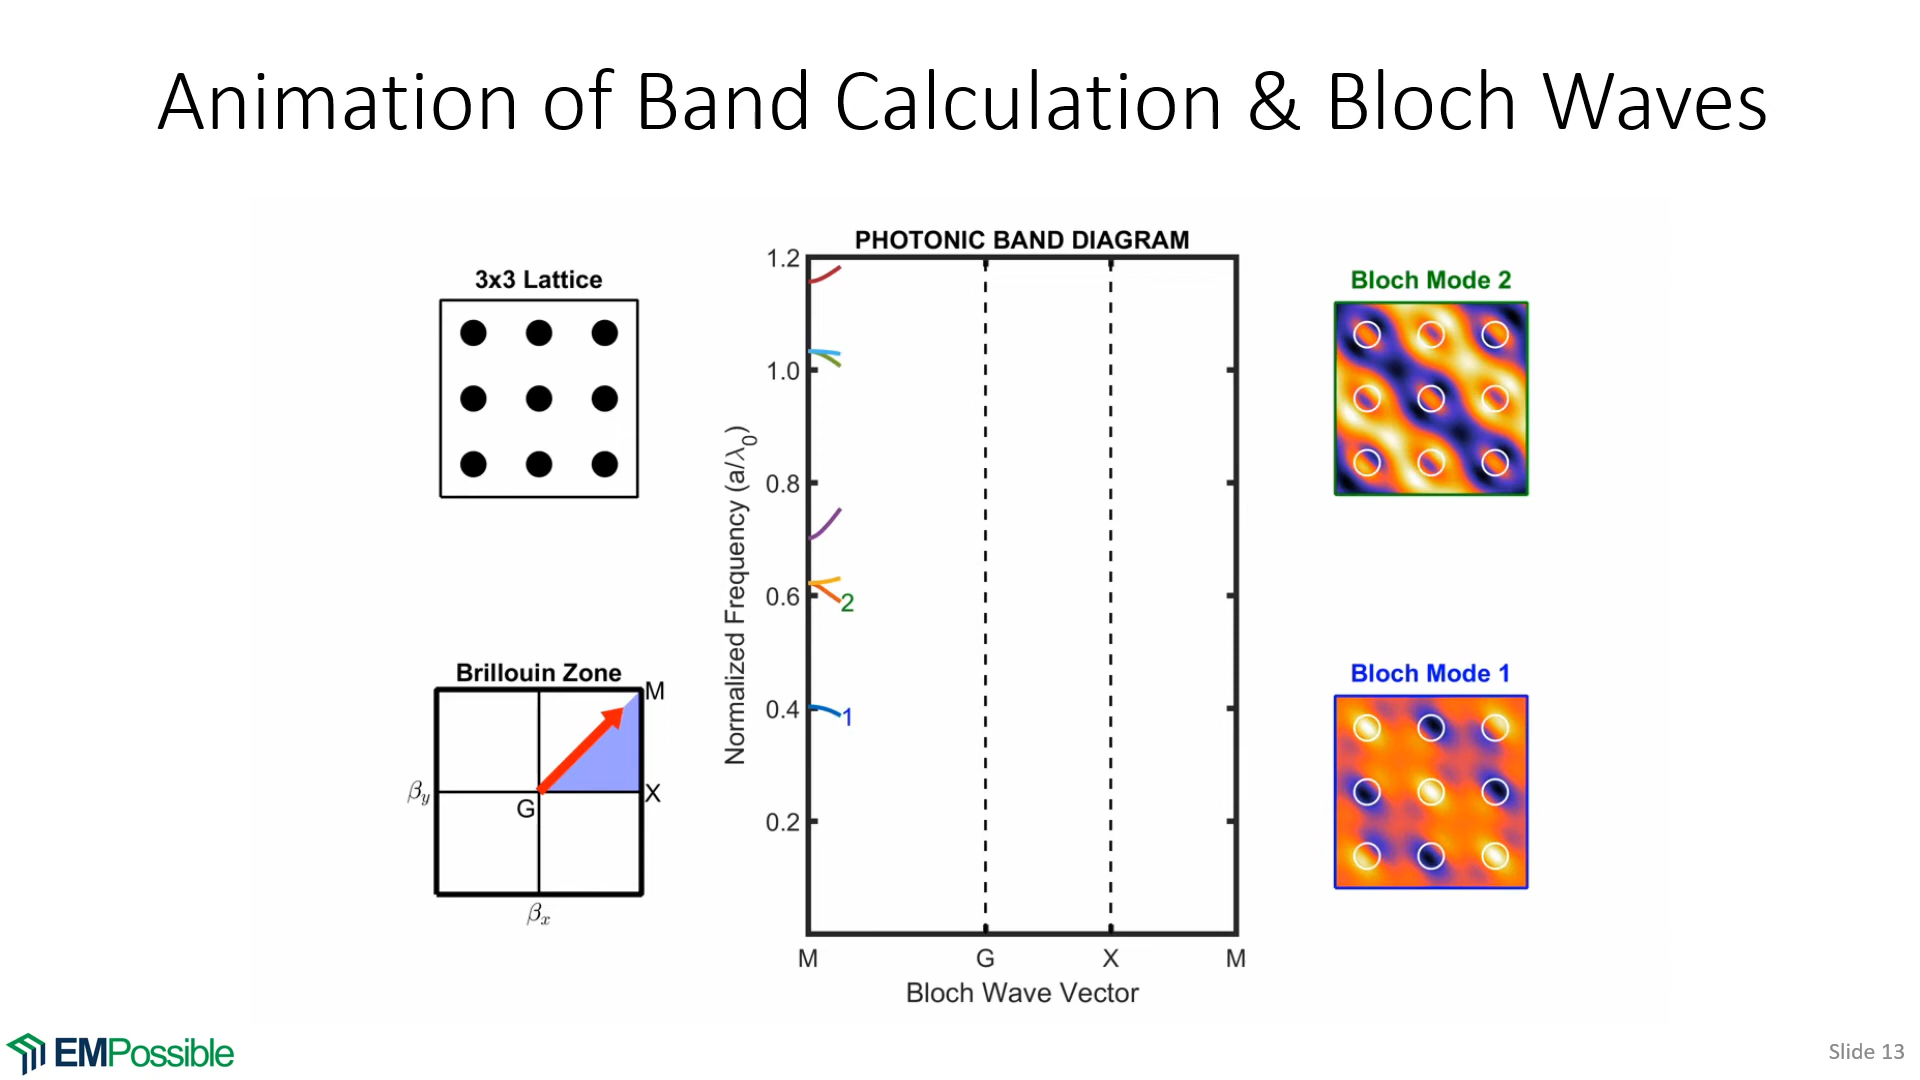 Animation of Band Calculation & Bloch Waves
3x3 Lattice
Brillouin Zone
M
X
G
βy
βx
PHOTONIC BAND DIAGRAM
Normalized Frequency (a/λ0)
1.2
1.0
0.8
0.6
0.4
0.2
2
1
M G X M
Bloch Wave Vector
Bloch Mode 2
Bloch Mode 1
EMPossible
Slide 13